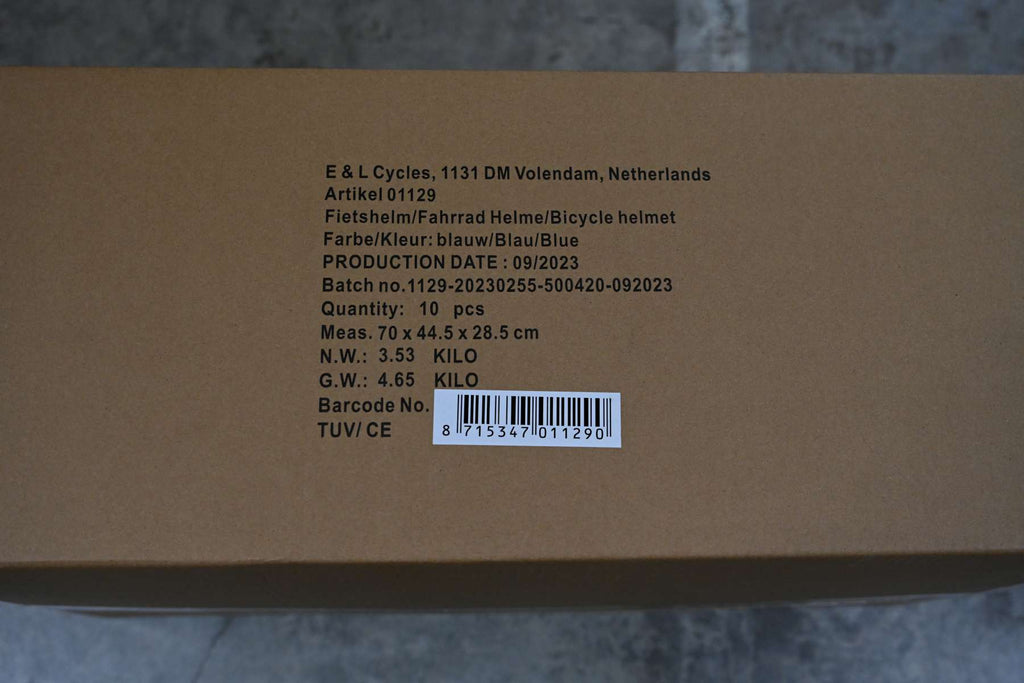 E & L Cycles, 1131 DM Volendam, Netherlands
Artikel 01129
Fietshelm/Fahrrad Helme/Bicycle helmet
Farbe/Kleur: blauw/Blau/Blue
PRODUCTION DATE : 09/2023
Batch no.1129-20230255-500420-092023
Quantity: 10 pcs
Meas. 70 x 44.5 x 28.5 cm
N.W.: 3.53 KILO
G.W.: 4.65 KILO
Barcode No.
8 715347 011290
TUV/ CE